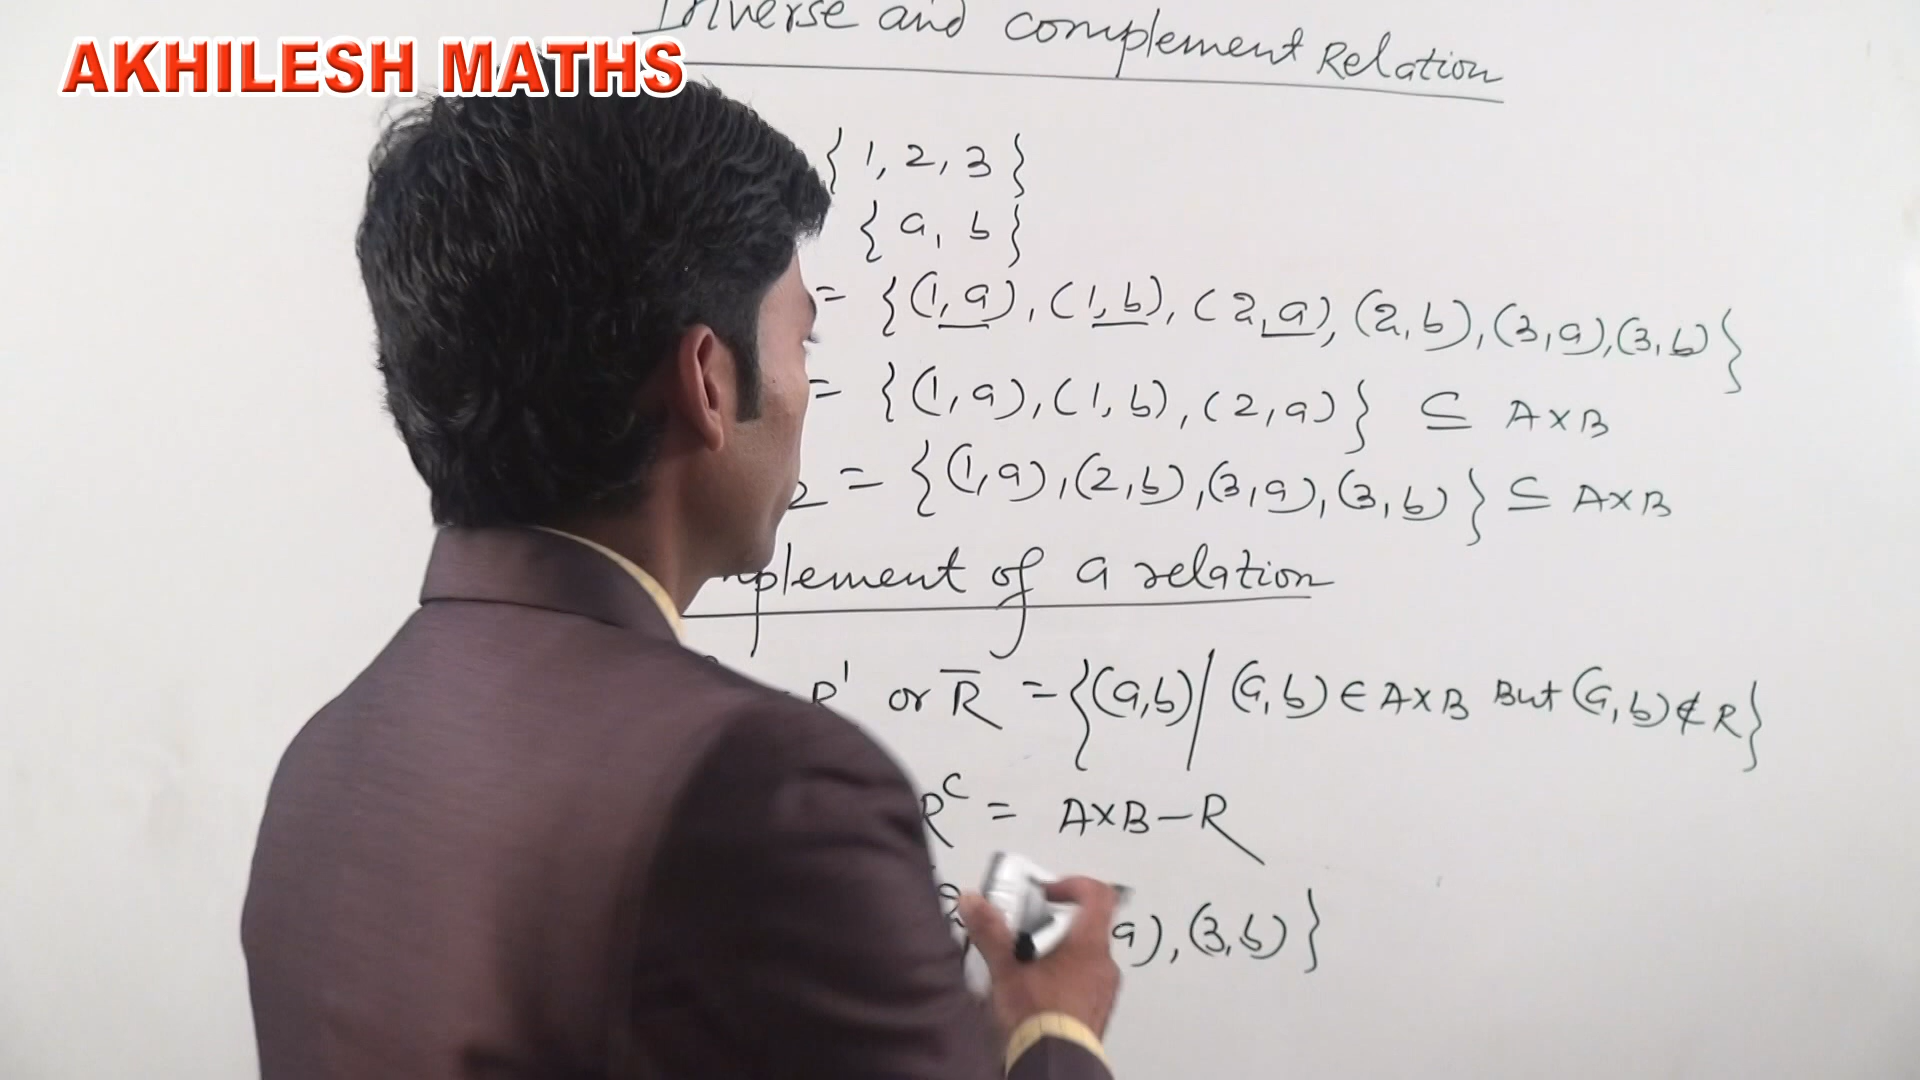 Inverse and complement Relation
AKHILESH MATHS
{ 1, 2, 3 }
{ a, b }
= {(1, a), (1, b), (2, a), (2, b), (3, a), (3, b)}
= {(1, a), (1, b), (2, a)} ⊆ A×B
2 = {(1, a), (2, b), (3, a), (3, b)} ⊆ A×B
mplement of a relation
R' or R̅ = {(a,b) / (a,b) ∈ A×B But (a,b) ∉ R}
R^C = A×B−R
a), (3,b)}